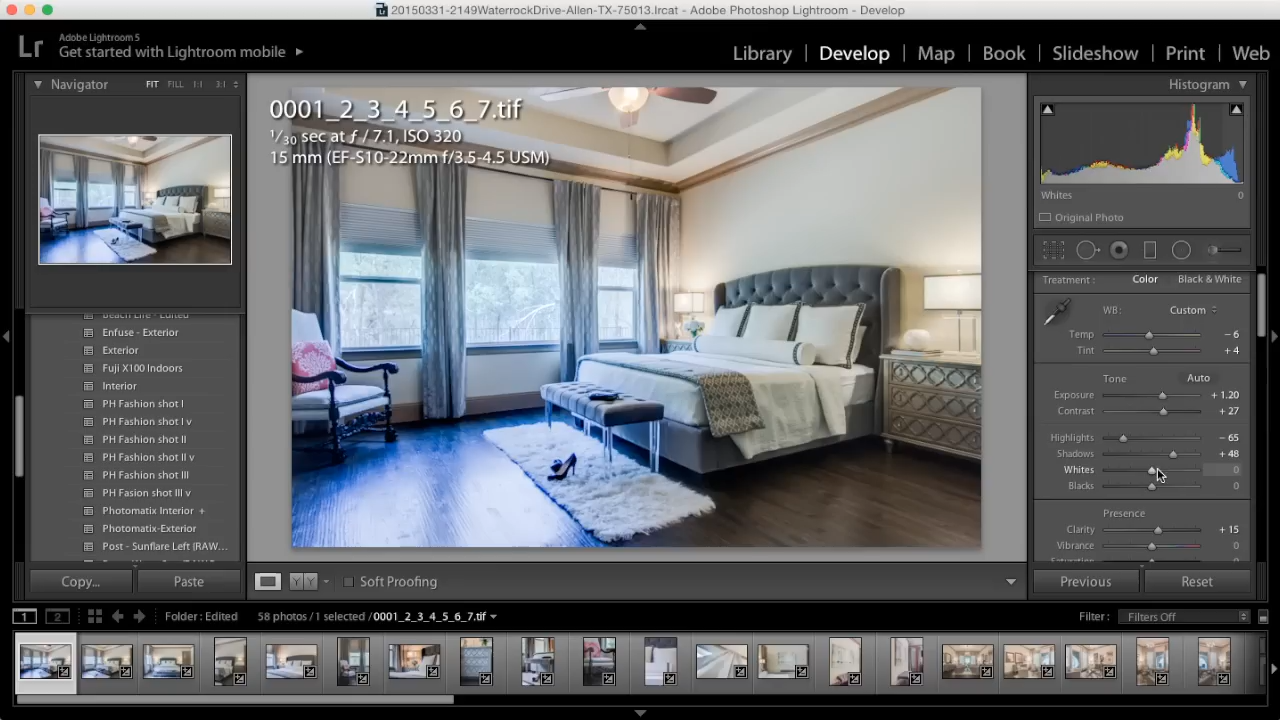 20150331-2149WaterrockDrive-Allen-TX-75013.lrcat - Adobe Photoshop Lightroom - Develop
Lr
Adobe Lightroom 5
Get started with Lightroom mobile
Library | Develop | Map | Book | Slideshow | Print | Web
Navigator FIT FILL 1:1 3:1
Histogram
0001_2_3_4_5_6_7.tif
1/30 sec at f / 7.1, ISO 320
15 mm (EF-S10-22mm f/3.5-4.5 USM)
Whites 0
Original Photo
Treatment : Color Black & White
WB : Custom
Temp - 6
Tint + 4
Tone Auto
Exposure + 1.20
Contrast + 27
Highlights - 65
Shadows + 48
Whites 0
Blacks 0
Presence
Clarity + 15
Vibrance 0
Beach Life - Edited
Enfuse - Exterior
Exterior
Fuji X100 Indoors
Interior
PH Fashion shot I
PH Fashion shot I v
PH Fashion shot II
PH Fashion shot II v
PH Fashion shot III
PH Fasion shot III v
Photomatix Interior +
Photomatix-Exterior
Post - Sunflare Left (RAW...
Copy... Paste
YY
Soft Proofing
Previous Reset
1 2
Folder : Edited 58 photos / 1 selected / 0001_2_3_4_5_6_7.tif
Filter : Filters Off